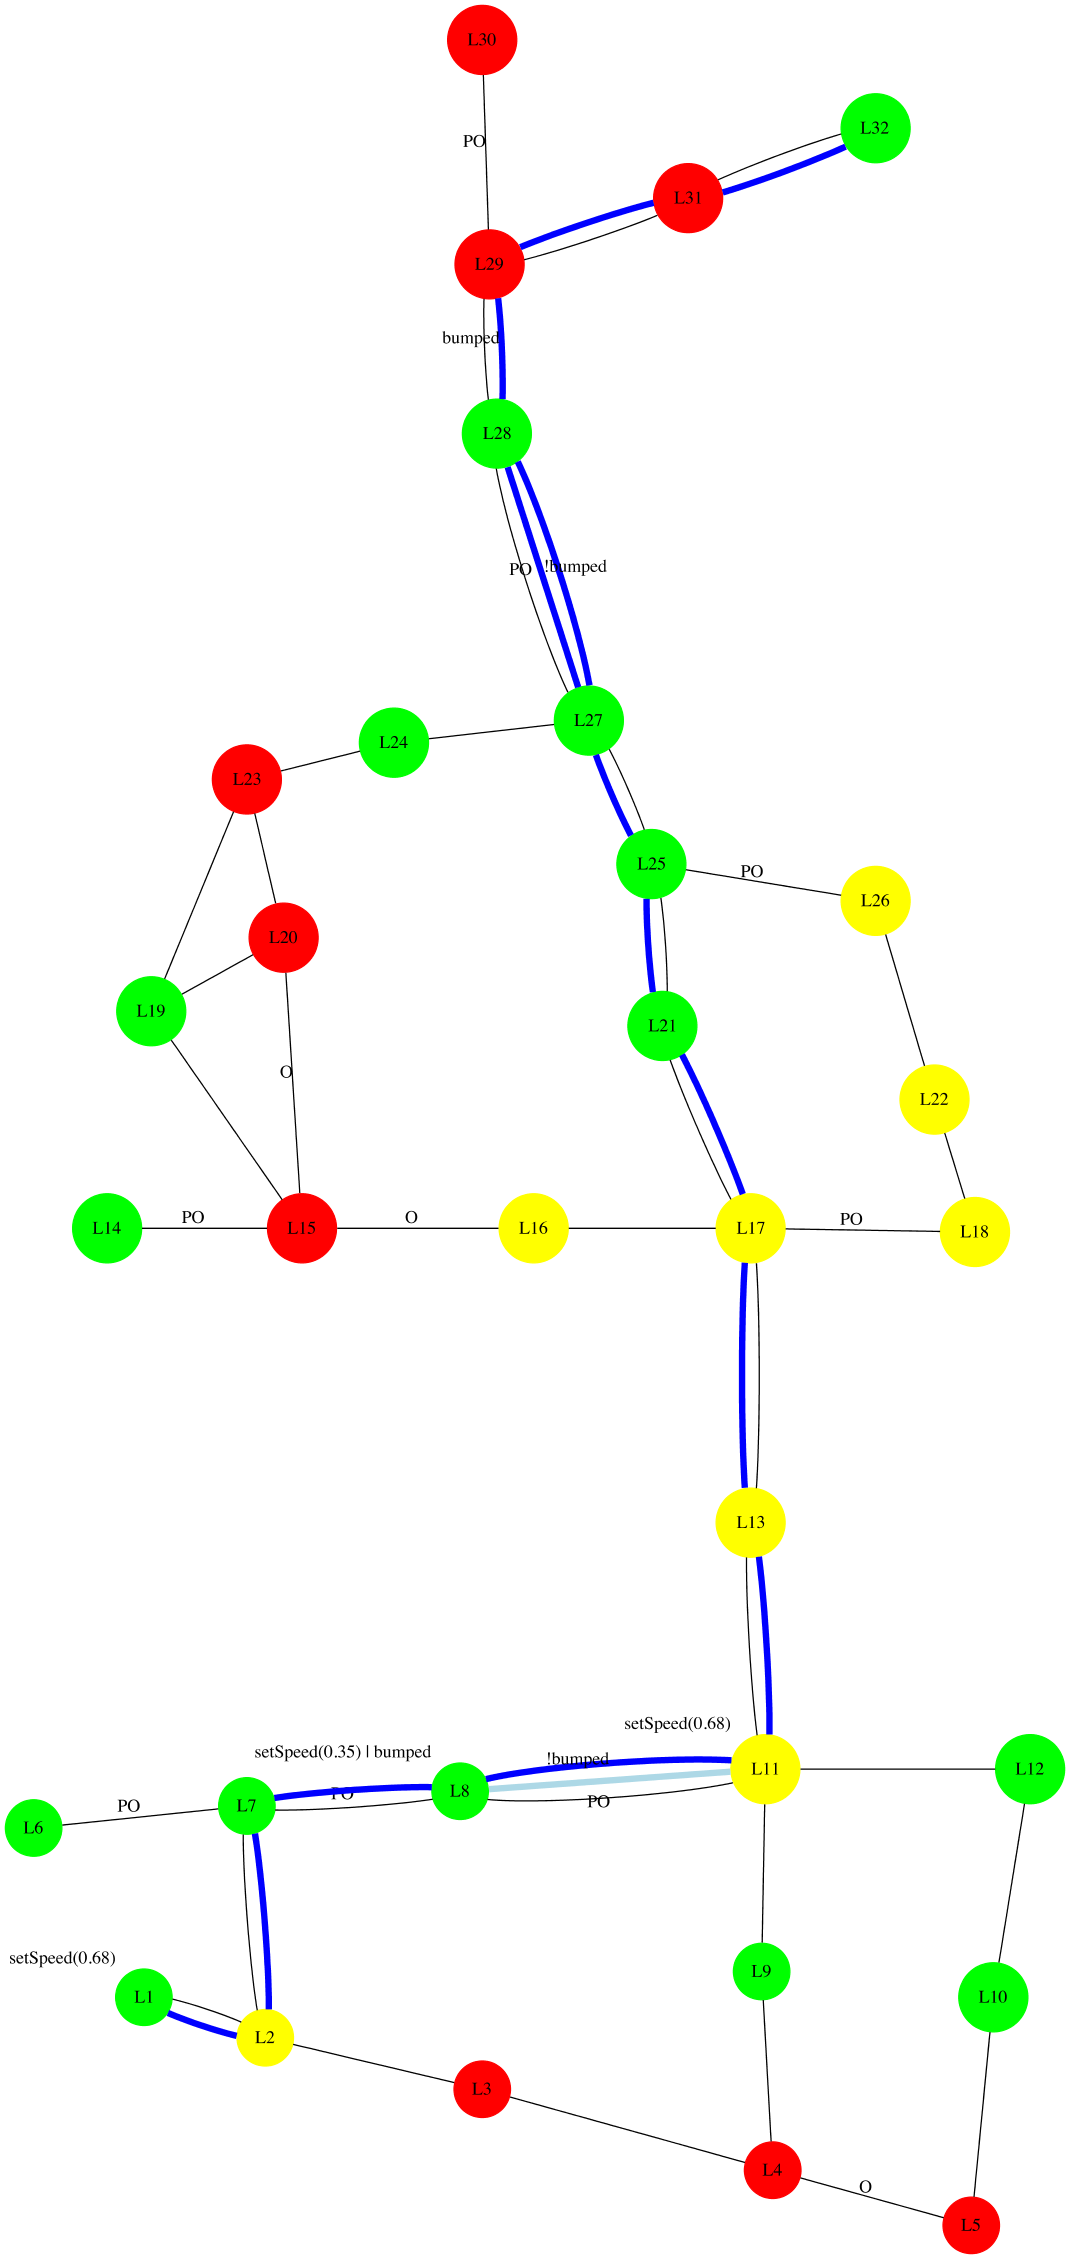 L30
L32
PO
L31
L29
bumped
L28
PO
!bumped
L27
L24
L23
L25
PO
L26
L20
L19
L21
O
L22
L14
PO
L15
O
L16
L17
PO
L18
L13
setSpeed(0.68)
setSpeed(0.35) | bumped
!bumped
L11
L12
L8
PO
PO
PO
L7
L6
setSpeed(0.68)
L9
L1
L10
L2
L3
L4
O
L5